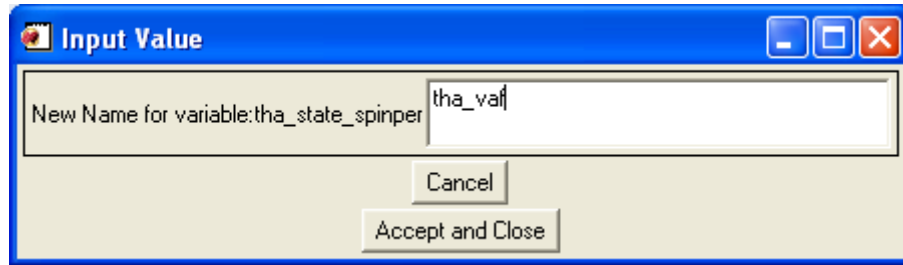 Input Value
New Name for variable:tha_state_spinper
tha_vaf
Cancel
Accept and Close